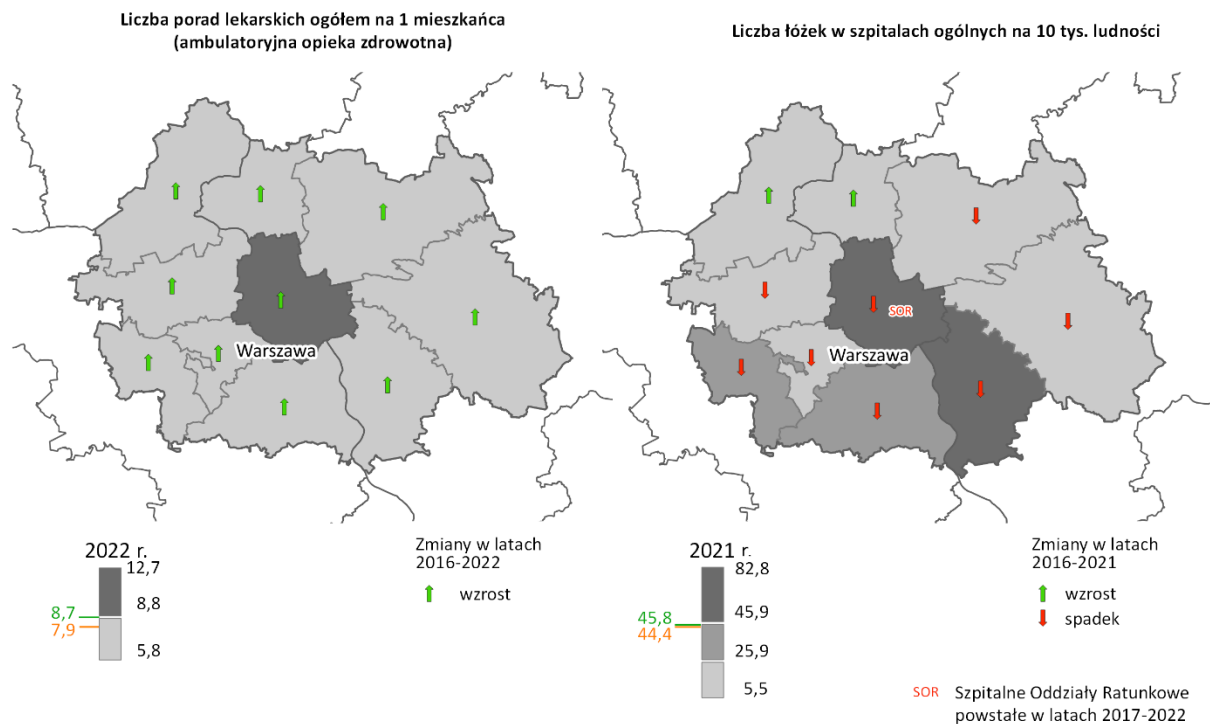 Liczba porad lekarskich ogółem na 1 mieszkańca
(ambulatoryjna opieka zdrowotna)
Warszawa
2022 r.
12,7
8,8
8,7
7,9
5,8
Zmiany w latach
2016-2022
wzrost
Liczba łóżek w szpitalach ogólnych na 10 tys. ludności
SOR
Warszawa
2021 r.
82,8
45,9
45,8
44,4
25,9
5,5
Zmiany w latach
2016-2021
wzrost
spadek
SOR Szpitalne Oddziały Ratunkowe
powstałe w latach 2017-2022